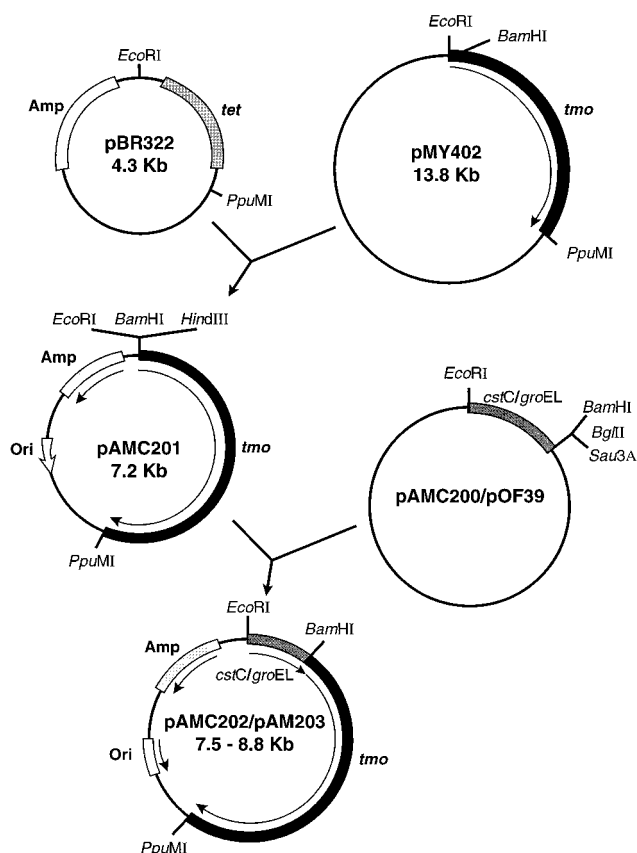 EcoRI
Amp
tet
pBR322
4.3 Kb
PpuMI
EcoRI
BamHI
tmo
pMY402
13.8 Kb
PpuMI
EcoRI
BamHI
HindIII
Amp
Ori
pAMC201
7.2 Kb
tmo
PpuMI
EcoRI
cstC/groEL
BamHI
BglII
Sau3A
pAMC200/pOF39
EcoRI
BamHI
Amp
cstC/groEL
pAMC202/pAM203
7.5 - 8.8 Kb
Ori
tmo
PpuMI